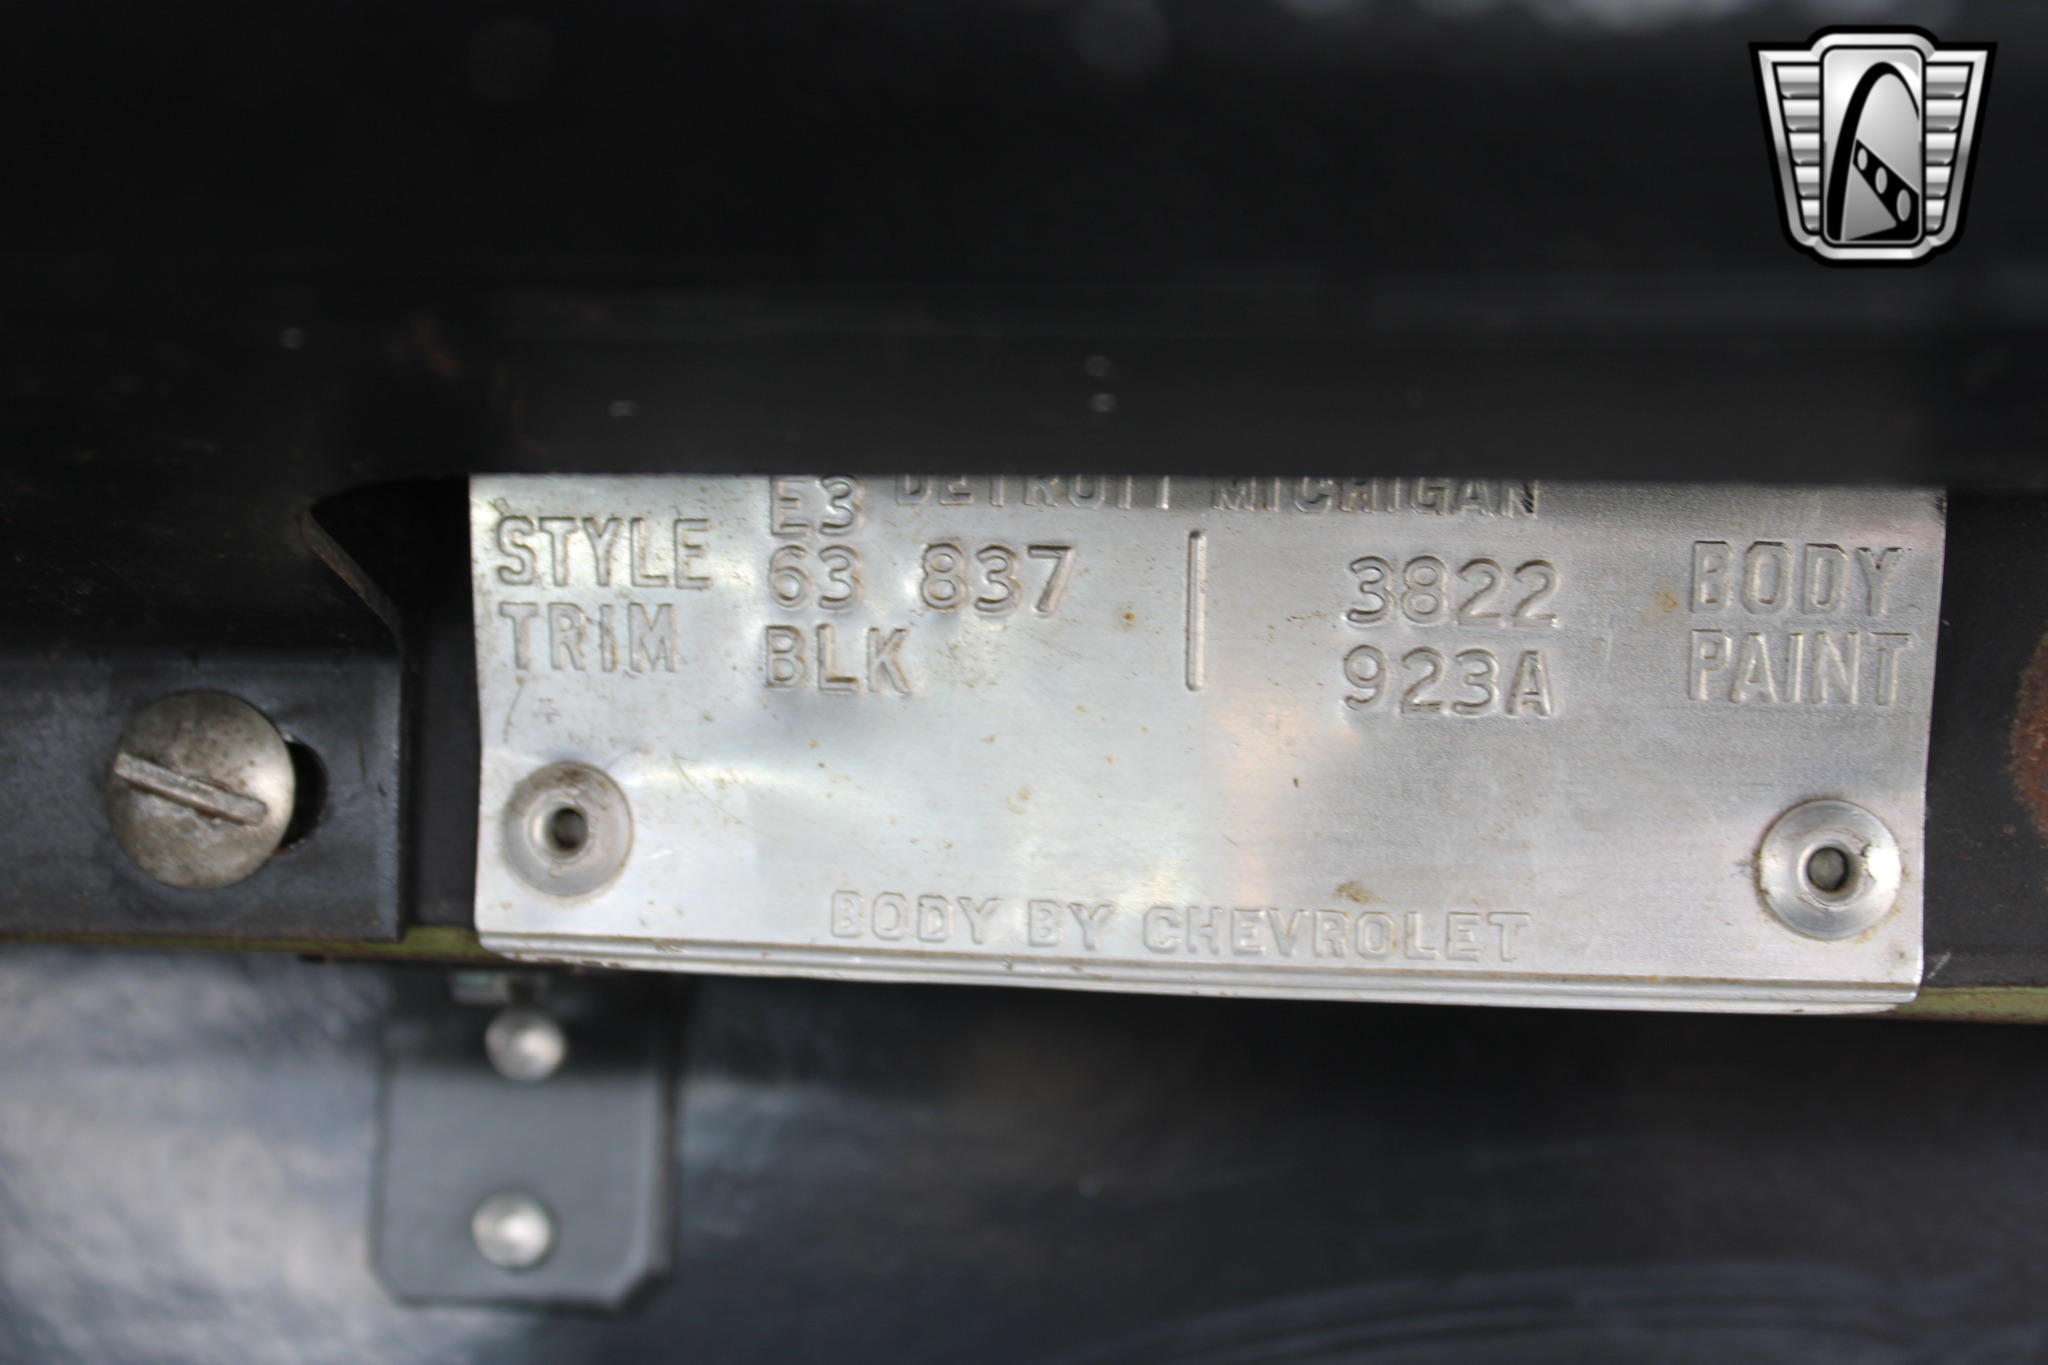 E3 DETROIT MICHIGAN
STYLE 63 837 | 3822 BODY
TRIM BLK 923A PAINT
BODY BY CHEVROLET